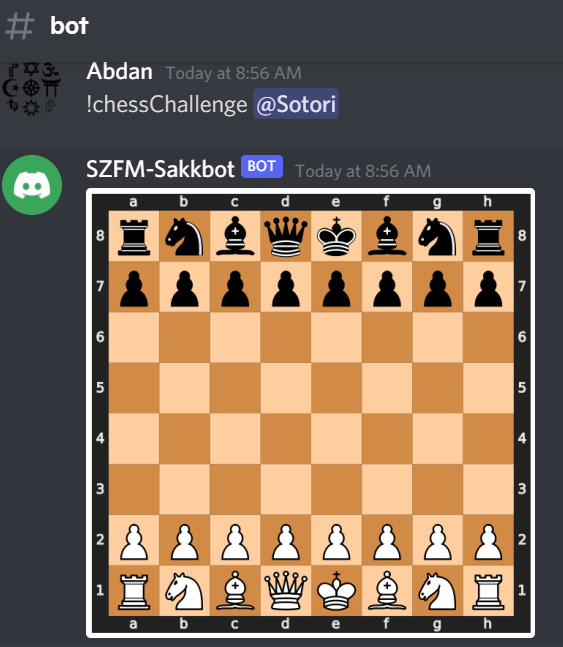 # bot
Abdan Today at 8:56 AM
!chessChallenge @Sotori
SZFM-Sakkbot BOT Today at 8:56 AM
a b c d e f g h
8 8
7 7
6 6
5 5
4 4
3 3
2 2
1 1
a b c d e f g h